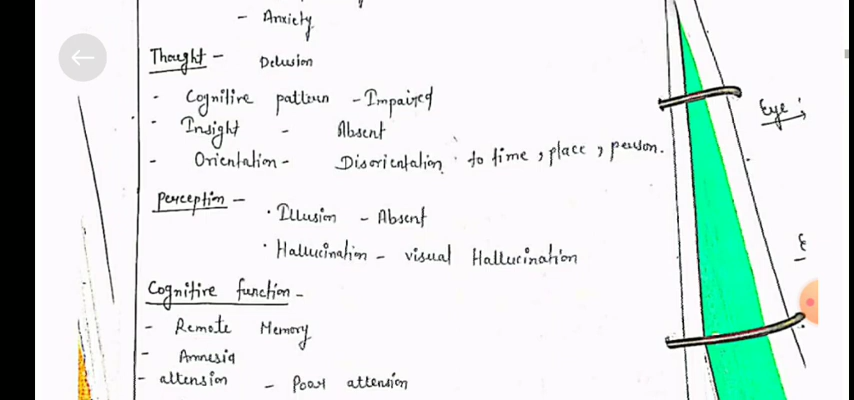 - Anxiety
Thought - Delusion
- Cognitive pattern - Impaired
- Insight - Absent
- Orientation - Disorientation to time, place, person.
Perception -
· Illusion - Absent
· Hallucination - visual Hallucination
Cognitive function -
- Remote Memory
- Amnesia
- attension - Poor attension
Eye :